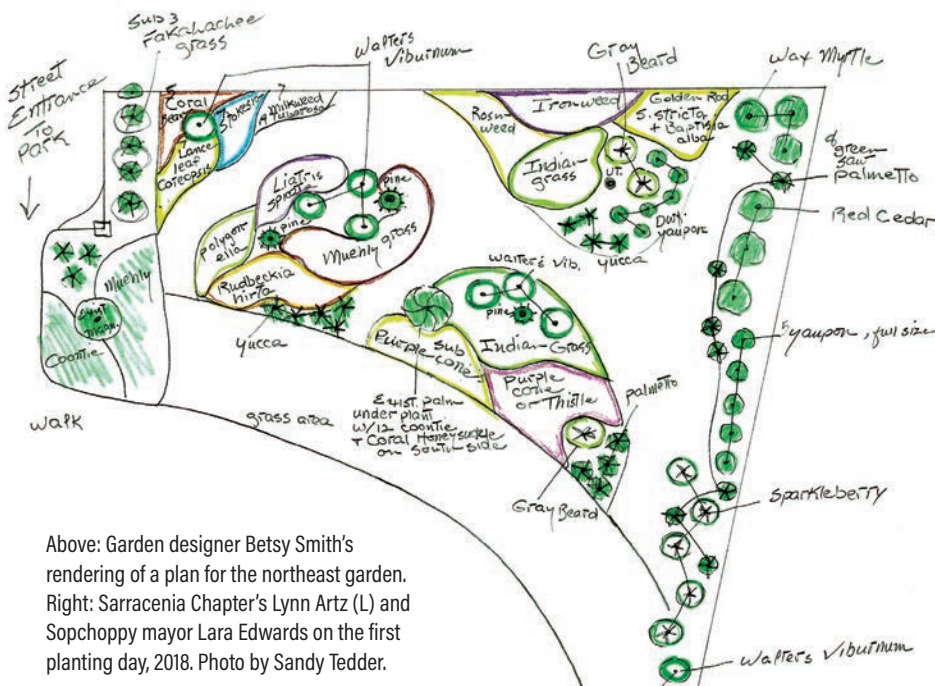 Sub 3
Fakahachee
grass
Walter's
Viburnum
Gray
Beard
Wax Myrtle
Street
Entrance
to
Park
Coral
Bean
Stokesia
Milkweed
A. Tuberosa
Lance
leaf
Coreopsis
Rosinweed
Ironweed
Golden Rod
S. stricta
+ Baptisia
alba
Indian
grass
UT.
Dwf.
yaupon
yucca
green
saw
palmetto
Red Cedar
Liatris
spicata
pine
pine
Polygon
ella
Muehly grass
Rudbeckia
hirta
Muehly
Coontie
yucca
Walter's Vib.
pine
Indian-Grass
Purple cone
sub
Purple
cone
or Thistle
palmetto
5 yaupon, full size
Exist. palm
under plant
w/12 coontie
+ Coral Honeysuckle
on South side
Walk
grass area
Gray Beard
Sparkleberry
Walters Viburnum
Above: Garden designer Betsy Smith's
rendering of a plan for the northeast garden.
Right: Sarracenia Chapter's Lynn Artz (L) and
Sopchoppy mayor Lara Edwards on the first
planting day, 2018. Photo by Sandy Tedder.